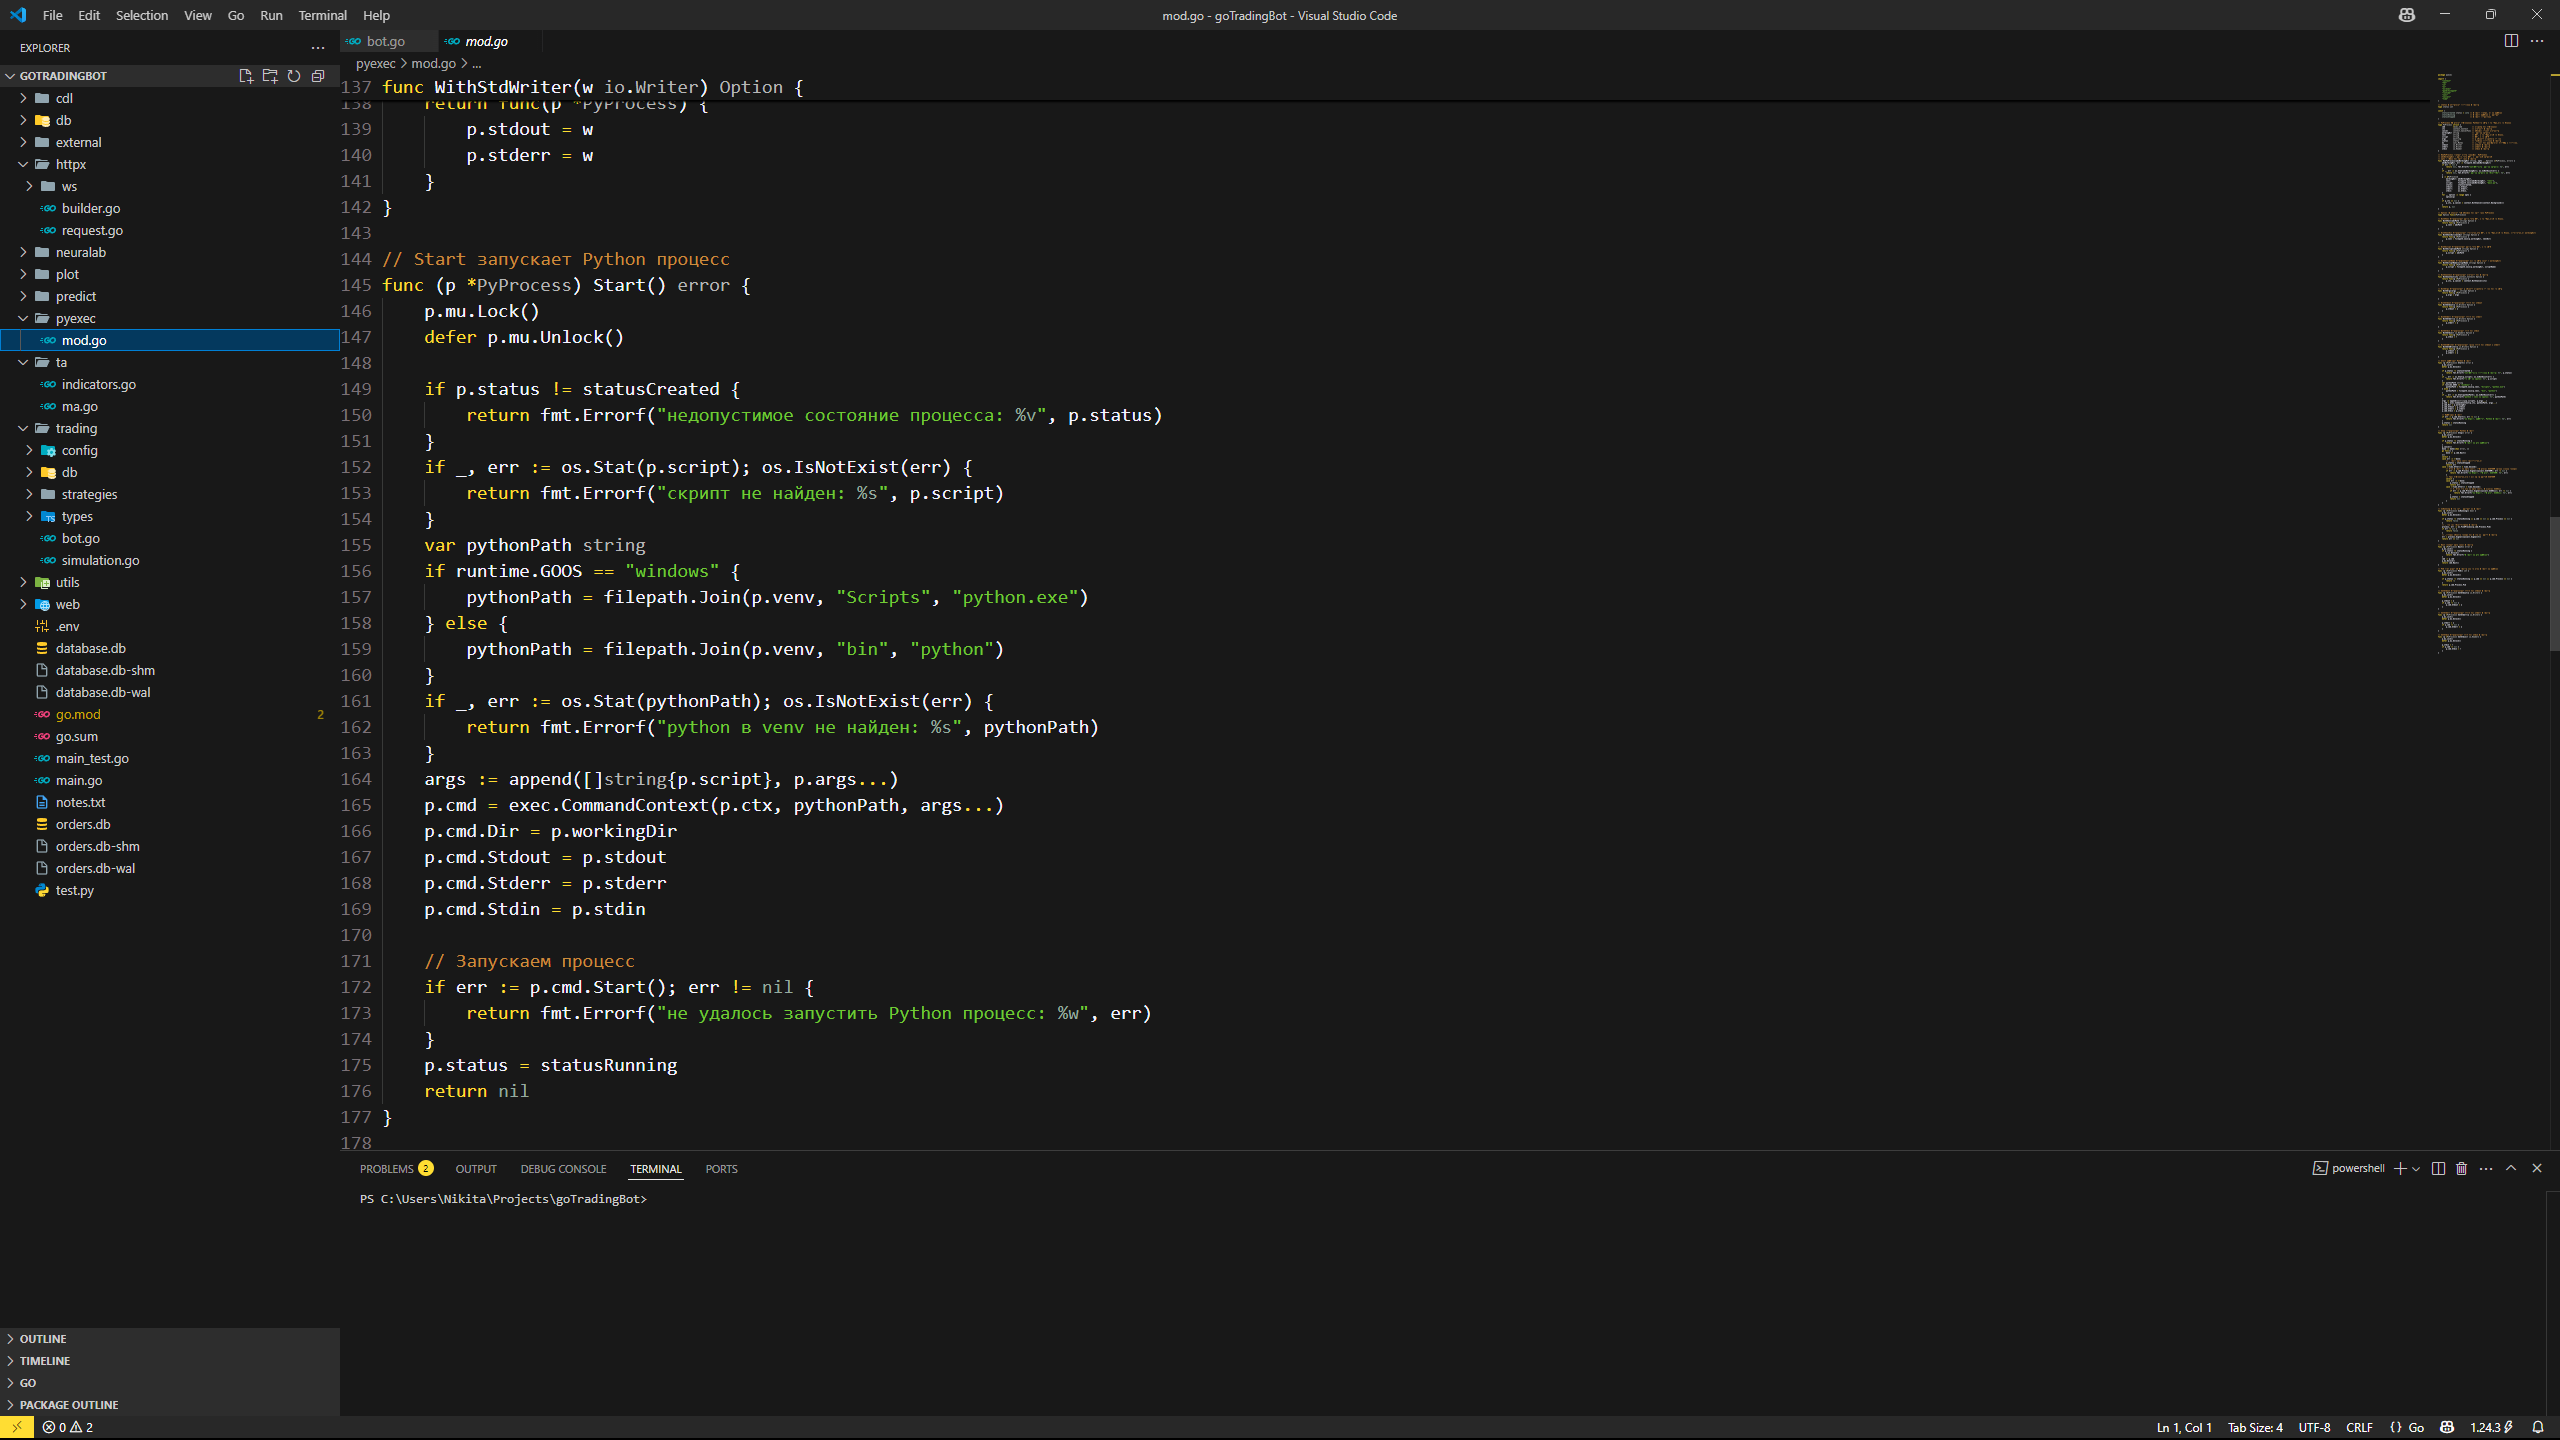 File Edit Selection View Go Run Terminal Help
mod.go - goTradingBot - Visual Studio Code
EXPLORER
GOTRADINGBOT
cdl
db
external
httpx
ws
builder.go
request.go
neuralab
plot
predict
pyexec
mod.go
ta
indicators.go
ma.go
trading
config
db
strategies
types
bot.go
simulation.go
utils
web
.env
database.db
database.db-shm
database.db-wal
go.mod 2
go.sum
main_test.go
main.go
notes.txt
orders.db
orders.db-shm
orders.db-wal
test.py
OUTLINE
TIMELINE
GO
PACKAGE OUTLINE
bot.go mod.go
pyexec > mod.go > ...
137 func WithStdWriter(w io.Writer) Option {
138 return func(p *PyProcess) {
139 p.stdout = w
140 p.stderr = w
141 }
142 }
143
144 // Start запускает Python процесс
145 func (p *PyProcess) Start() error {
146 p.mu.Lock()
147 defer p.mu.Unlock()
148
149 if p.status != statusCreated {
150 return fmt.Errorf("недопустимое состояние процесса: %v", p.status)
151 }
152 if _, err := os.Stat(p.script); os.IsNotExist(err) {
153 return fmt.Errorf("скрипт не найден: %s", p.script)
154 }
155 var pythonPath string
156 if runtime.GOOS == "windows" {
157 pythonPath = filepath.Join(p.venv, "Scripts", "python.exe")
158 } else {
159 pythonPath = filepath.Join(p.venv, "bin", "python")
160 }
161 if _, err := os.Stat(pythonPath); os.IsNotExist(err) {
162 return fmt.Errorf("python в venv не найден: %s", pythonPath)
163 }
164 args := append([]string{p.script}, p.args...)
165 p.cmd = exec.CommandContext(p.ctx, pythonPath, args...)
166 p.cmd.Dir = p.workingDir
167 p.cmd.Stdout = p.stdout
168 p.cmd.Stderr = p.stderr
169 p.cmd.Stdin = p.stdin
170
171 // Запускаем процесс
172 if err := p.cmd.Start(); err != nil {
173 return fmt.Errorf("не удалось запустить Python процесс: %w", err)
174 }
175 p.status = statusRunning
176 return nil
177 }
178
PROBLEMS 2 OUTPUT DEBUG CONSOLE TERMINAL PORTS
powershell
PS C:\Users\Nikita\Projects\goTradingBot>
0 2
Ln 1, Col 1 Tab Size: 4 UTF-8 CRLF {} Go 1.24.3